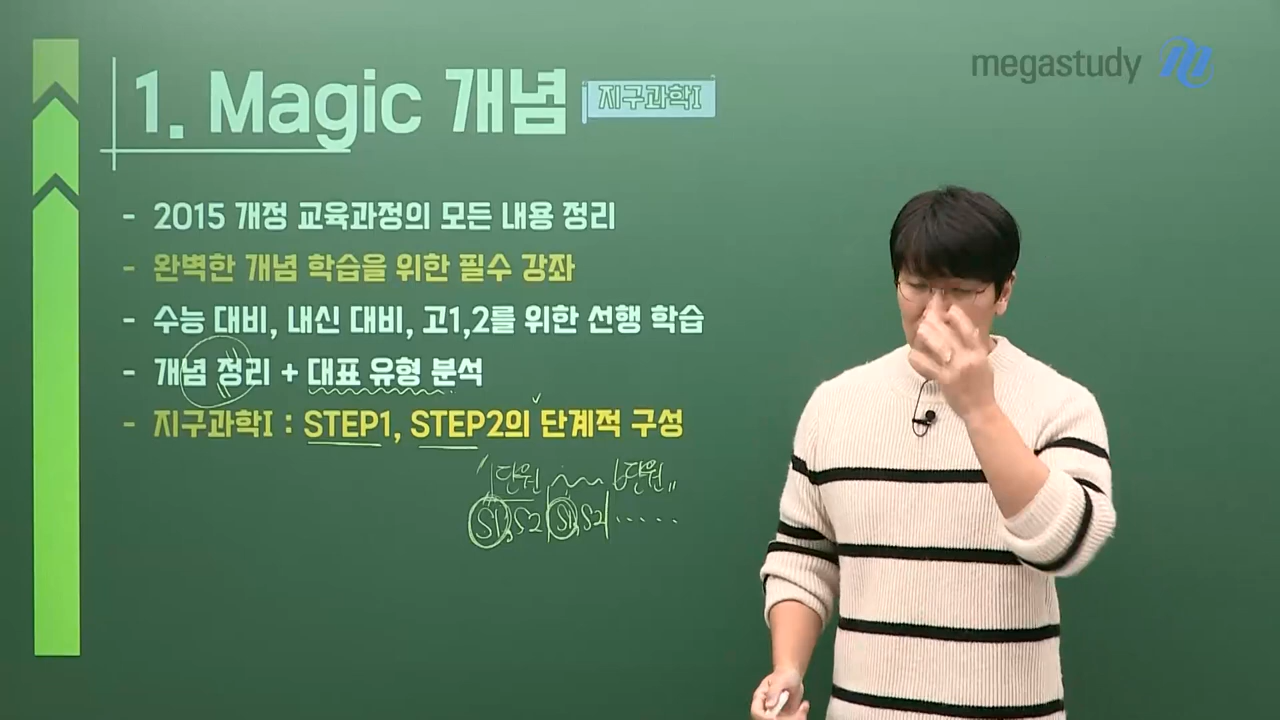 megastudy
1. Magic 개념 지구과학I
- 2015 개정 교육과정의 모든 내용 정리
- 완벽한 개념 학습을 위한 필수 강좌
- 수능 대비, 내신 대비, 고1,2를 위한 선행 학습
- 개념 정리 + 대표 유형 분석
- 지구과학I : STEP1, STEP2의 단계적 구성
1단원 6단원
S1, S2 S1, S2 .....